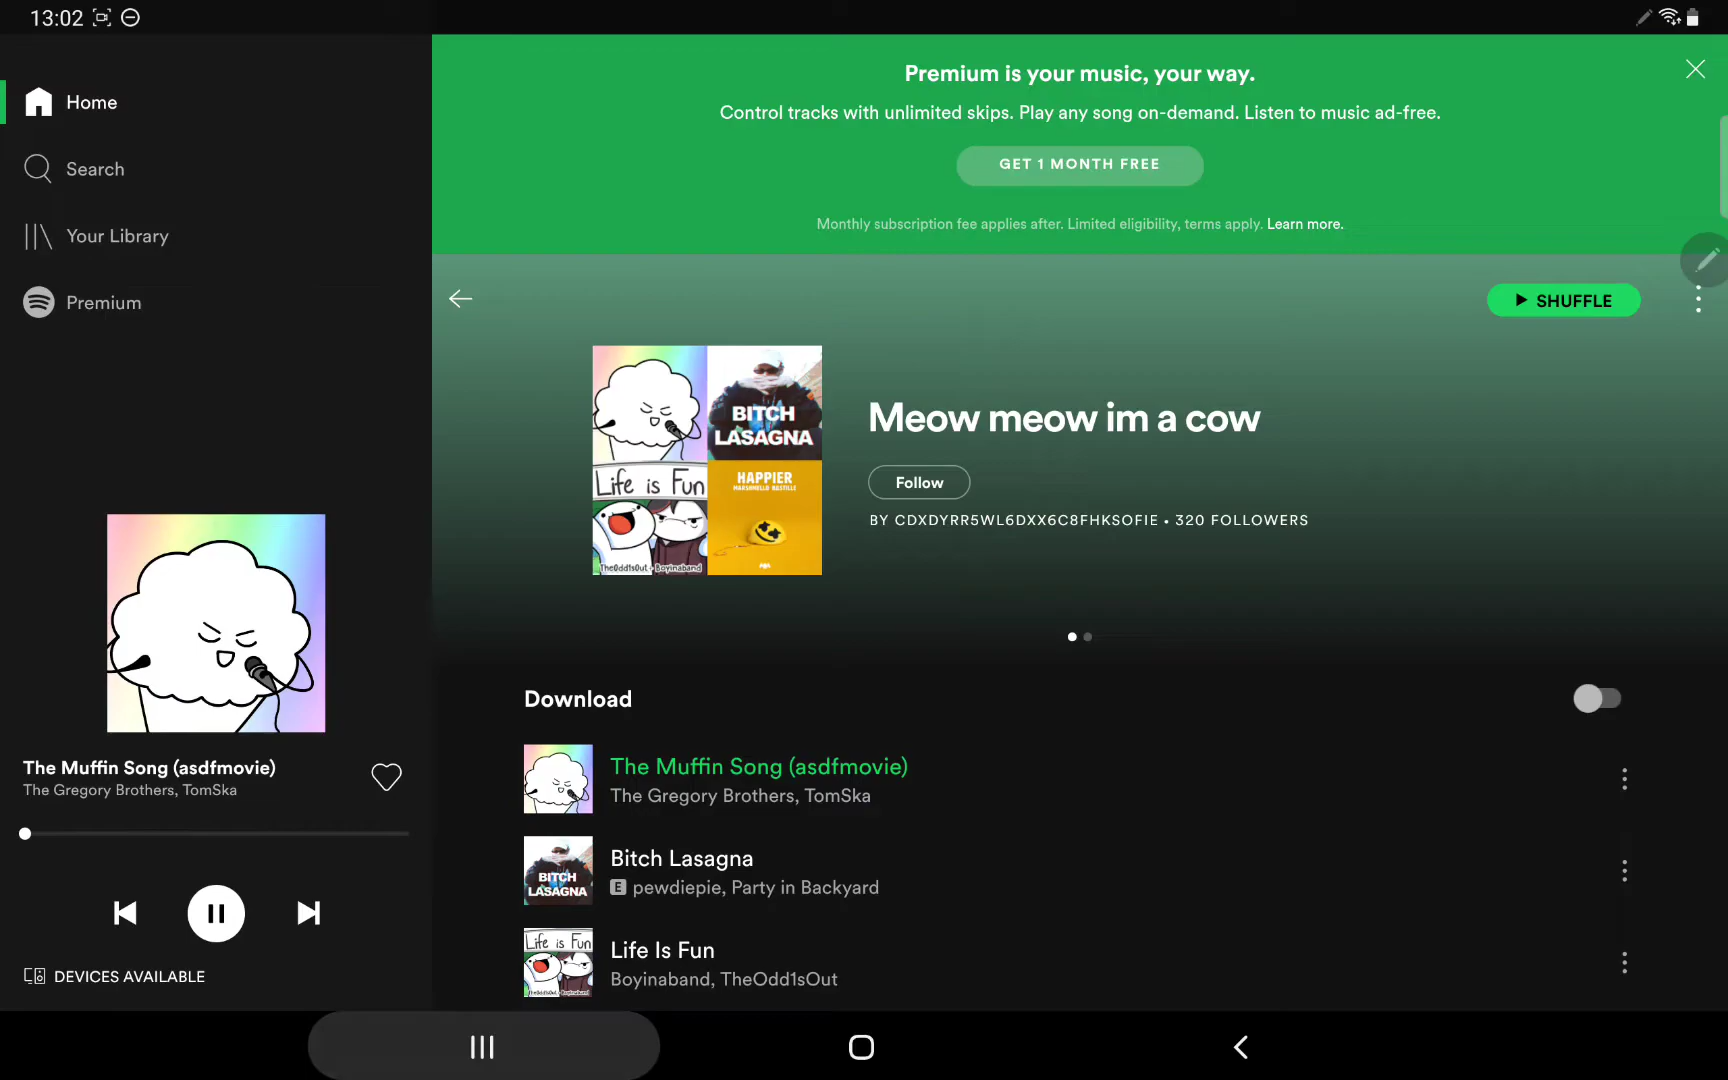 13:02
Home
Search
Your Library
Premium
The Muffin Song (asdfmovie)
The Gregory Brothers, TomSka
DEVICES AVAILABLE
Premium is your music, your way.
Control tracks with unlimited skips. Play any song on-demand. Listen to music ad-free.
GET 1 MONTH FREE
Monthly subscription fee applies after. Limited eligibility, terms apply. Learn more.
SHUFFLE
BITCH
LASAGNA
Life is Fun
HAPPIER
MARSHMELLO BASTILLE
TheOdd1sOut • Boyinaband
Meow meow im a cow
Follow
BY CDXDYRR5WL6DXX6C8FHKSOFIE • 320 FOLLOWERS
Download
The Muffin Song (asdfmovie)
The Gregory Brothers, TomSka
BITCH
LASAGNA
Bitch Lasagna
E pewdiepie, Party in Backyard
Life is Fun
Life Is Fun
Boyinaband, TheOdd1sOut